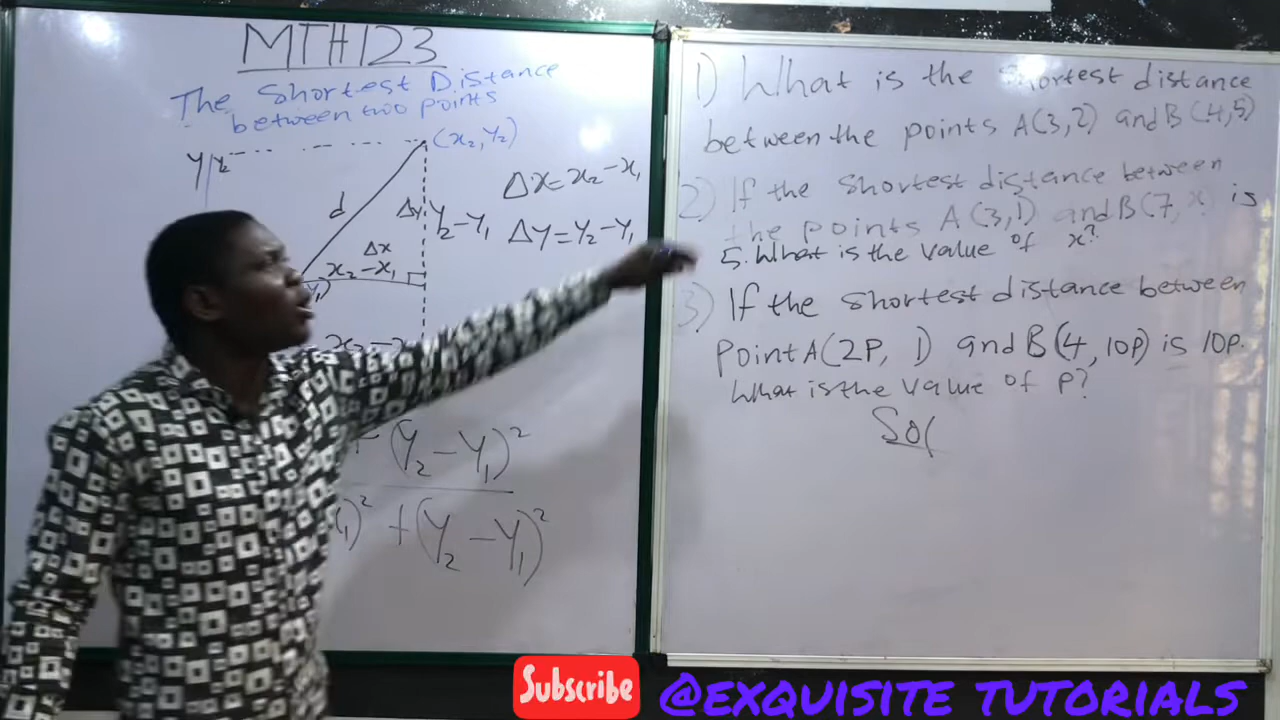 MTH123
The Shortest Distance
between two points
Y Y₂
(x₂, Y₂)
d
ΔY Y₂-Y₁
Δx
x₂-x₁
Δx = x₂-x₁
ΔY = Y₂-Y₁
x₂-x
+ (Y₂-Y₁)²
)² + (Y₂-Y₁)²
1) What is the shortest distance
between the points A(3,2) and B(4,5)
2) If the shortest distance between
the points A(3,1) and B(7, x) is
5. What is the value of x?
3) If the shortest distance between
Point A(2P, 1) and B(4, 10P) is 10P.
What is the value of P?
Sol
Subscribe
@EXQUISITE TUTORIALS